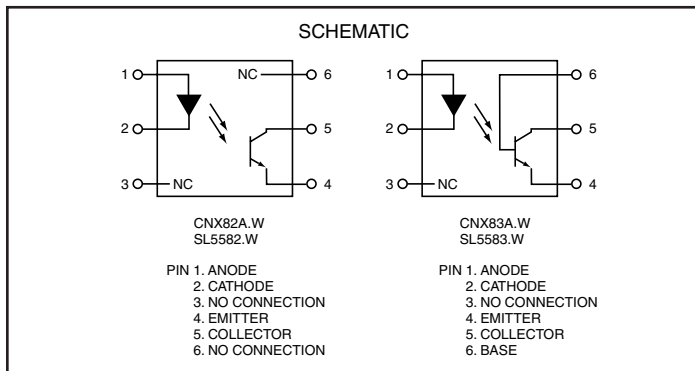 SCHEMATIC
1
2
3
NC
NC
6
5
4
CNX82A.W
SL5582.W
PIN 1. ANODE
2. CATHODE
3. NO CONNECTION
4. EMITTER
5. COLLECTOR
6. NO CONNECTION
1
2
3
NC
6
5
4
CNX83A.W
SL5583.W
PIN 1. ANODE
2. CATHODE
3. NO CONNECTION
4. EMITTER
5. COLLECTOR
6. BASE